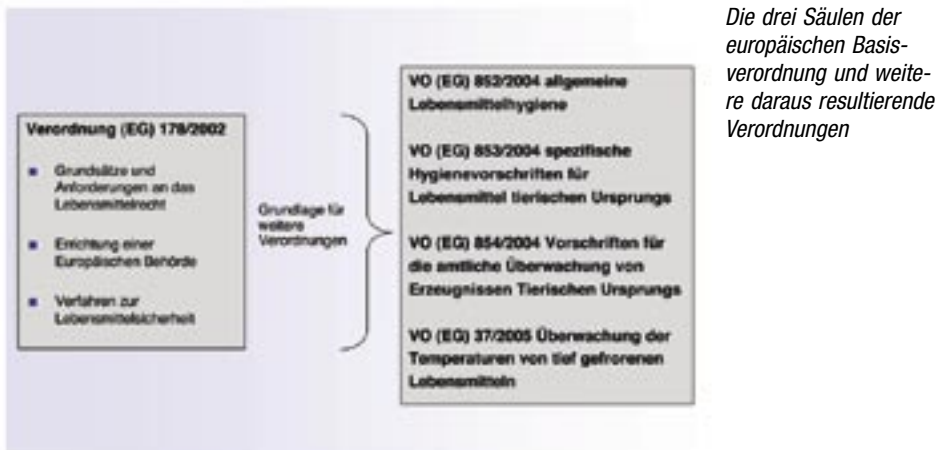 Verordnung (EG) 178/2002
Grundsätze und
Anforderungen an das
Lebensmittelrecht
Errichtung einer
Europäischen Behörde
Verfahren zur
Lebensmittelsicherheit
Grundlage für
weitere
Verordnungen
VO (EG) 852/2004 allgemeine
Lebensmittelhygiene
VO (EG) 853/2004 spezifische
Hygienevorschriften für
Lebensmittel tierischen Ursprungs
VO (EG) 854/2004 Vorschriften für
die amtliche Überwachung von
Erzeugnissen Tierischen Ursprungs
VO (EG) 37/2005 Überwachung der
Temperaturen von tief gefrorenen
Lebensmitteln
Die drei Säulen der
europäischen Basis-
verordnung und weite-
re daraus resultierende
Verordnungen